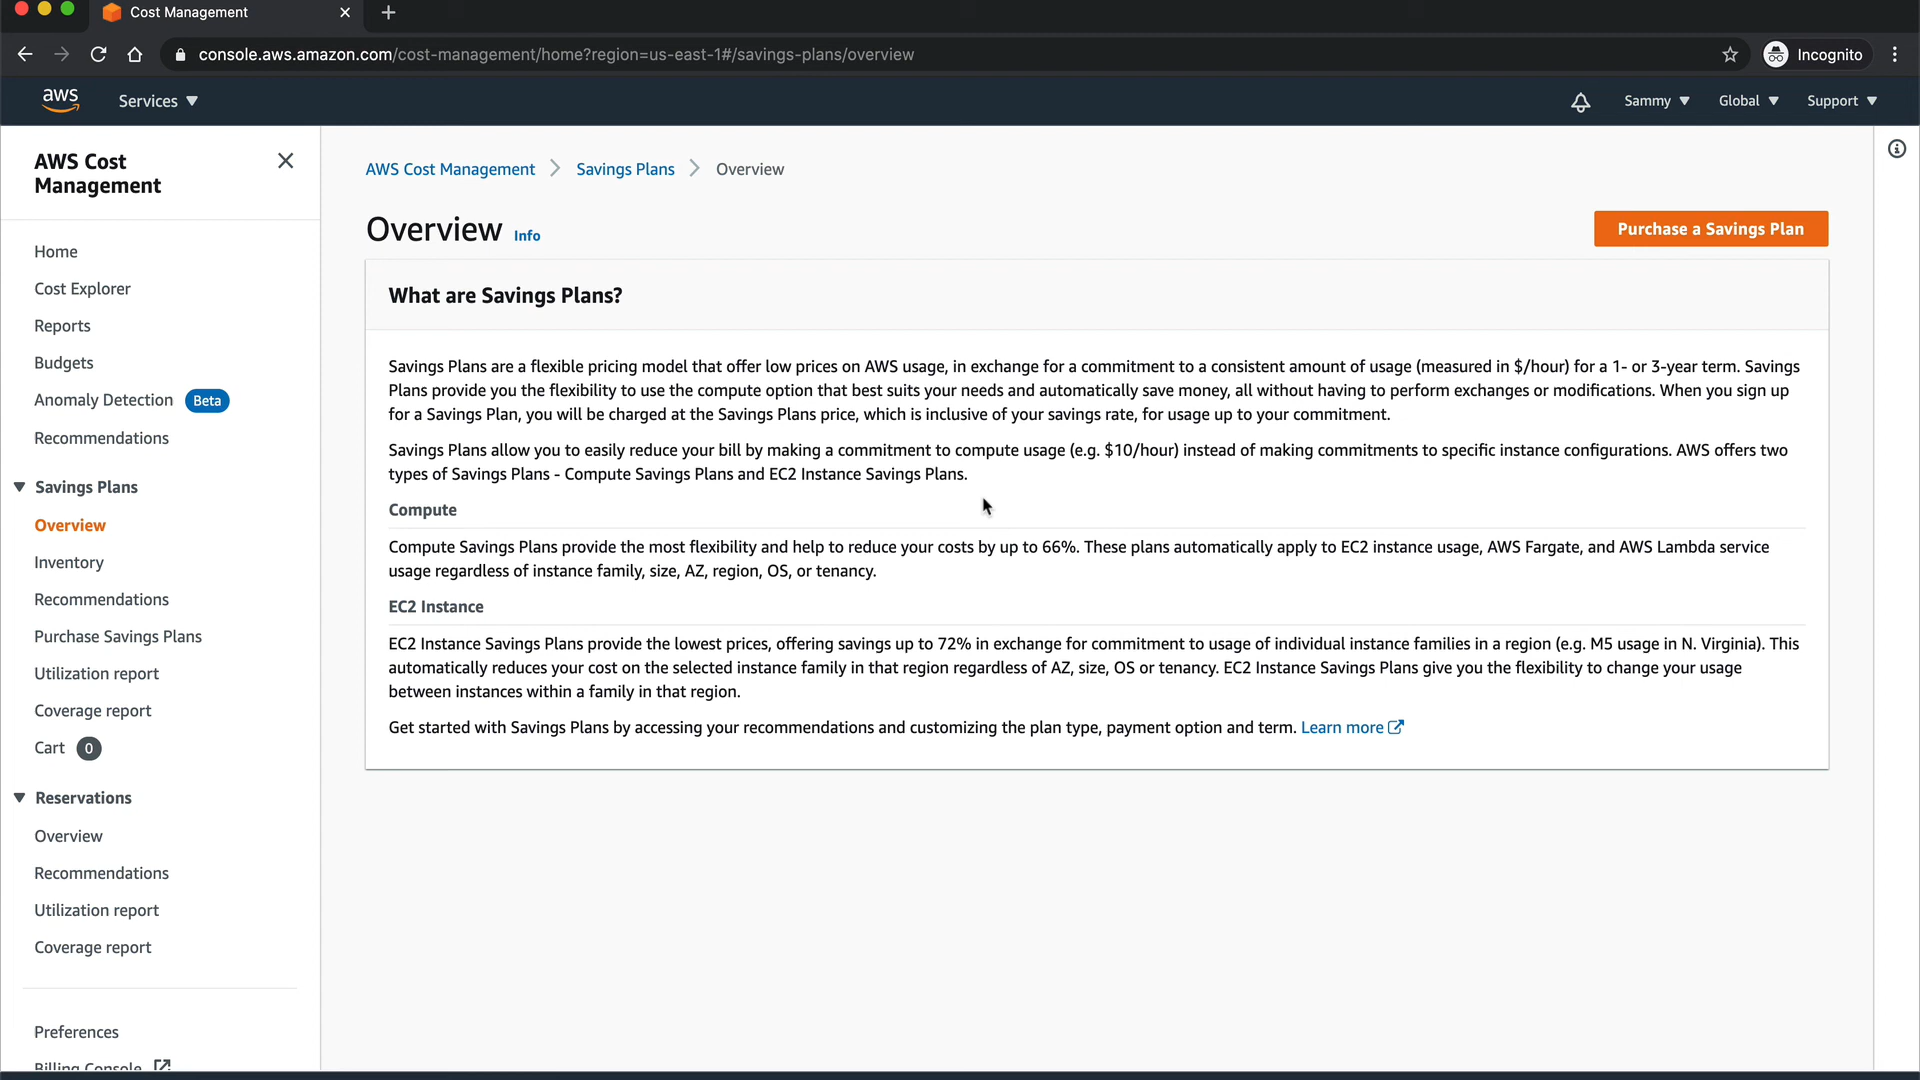 Cost Management
console.aws.amazon.com/cost-management/home?region=us-east-1#/savings-plans/overview
Incognito
aws
Services
Sammy
Global
Support
AWS Cost
Management
Home
Cost Explorer
Reports
Budgets
Anomaly Detection Beta
Recommendations
Savings Plans
Overview
Inventory
Recommendations
Purchase Savings Plans
Utilization report
Coverage report
Cart 0
Reservations
Overview
Recommendations
Utilization report
Coverage report
Preferences
Billing Console
AWS Cost Management > Savings Plans > Overview
Overview Info
Purchase a Savings Plan
What are Savings Plans?
Savings Plans are a flexible pricing model that offer low prices on AWS usage, in exchange for a commitment to a consistent amount of usage (measured in $/hour) for a 1- or 3-year term. Savings
Plans provide you the flexibility to use the compute option that best suits your needs and automatically save money, all without having to perform exchanges or modifications. When you sign up
for a Savings Plan, you will be charged at the Savings Plans price, which is inclusive of your savings rate, for usage up to your commitment.
Savings Plans allow you to easily reduce your bill by making a commitment to compute usage (e.g. $10/hour) instead of making commitments to specific instance configurations. AWS offers two
types of Savings Plans - Compute Savings Plans and EC2 Instance Savings Plans.
Compute
Compute Savings Plans provide the most flexibility and help to reduce your costs by up to 66%. These plans automatically apply to EC2 instance usage, AWS Fargate, and AWS Lambda service
usage regardless of instance family, size, AZ, region, OS, or tenancy.
EC2 Instance
EC2 Instance Savings Plans provide the lowest prices, offering savings up to 72% in exchange for commitment to usage of individual instance families in a region (e.g. M5 usage in N. Virginia). This
automatically reduces your cost on the selected instance family in that region regardless of AZ, size, OS or tenancy. EC2 Instance Savings Plans give you the flexibility to change your usage
between instances within a family in that region.
Get started with Savings Plans by accessing your recommendations and customizing the plan type, payment option and term. Learn more